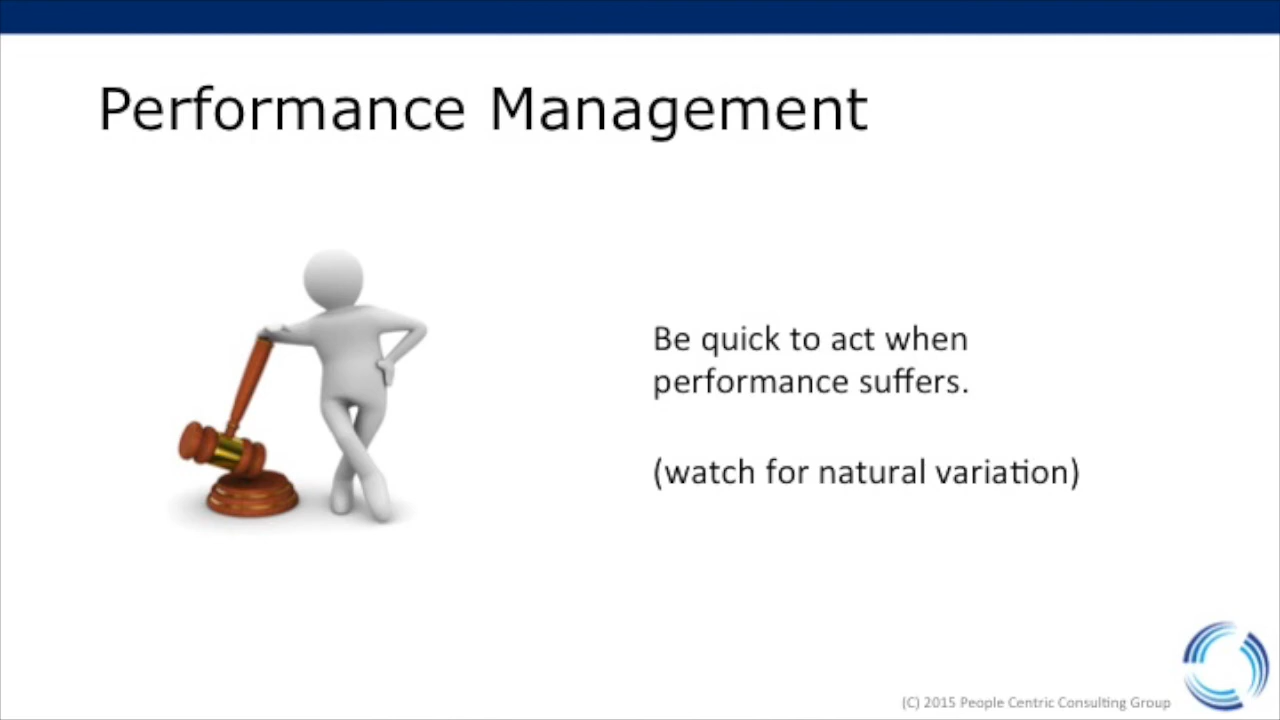 Performance Management
Be quick to act when
performance suffers.
(watch for natural variation)
(C) 2015 People Centric Consulting Group